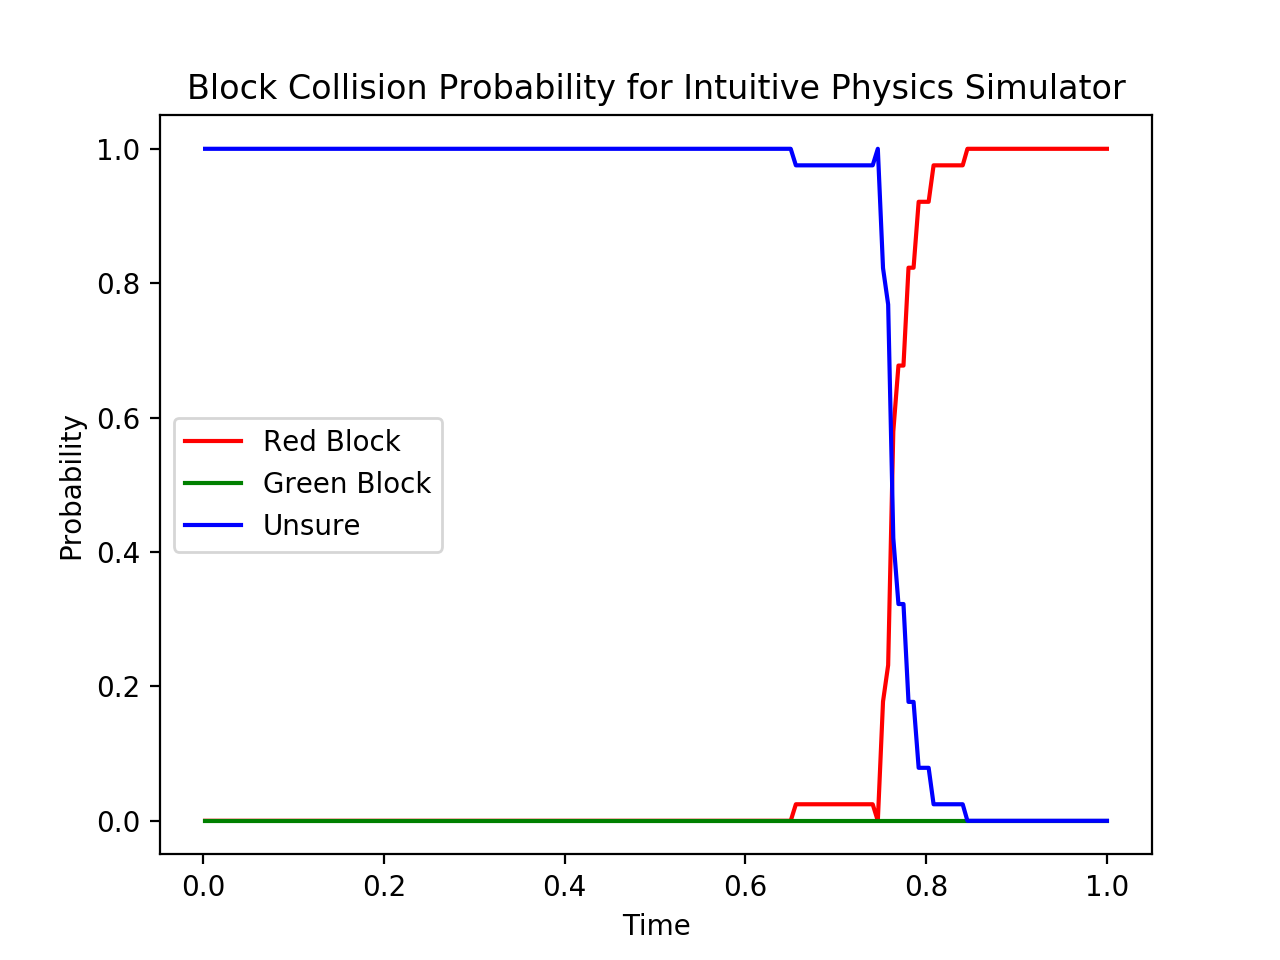 Block Collision Probability for Intuitive Physics Simulator
1.0
0.8
0.6
0.4
0.2
0.0
Probability
Red Block
Green Block
Unsure
0.0 0.2 0.4 0.6 0.8 1.0
Time